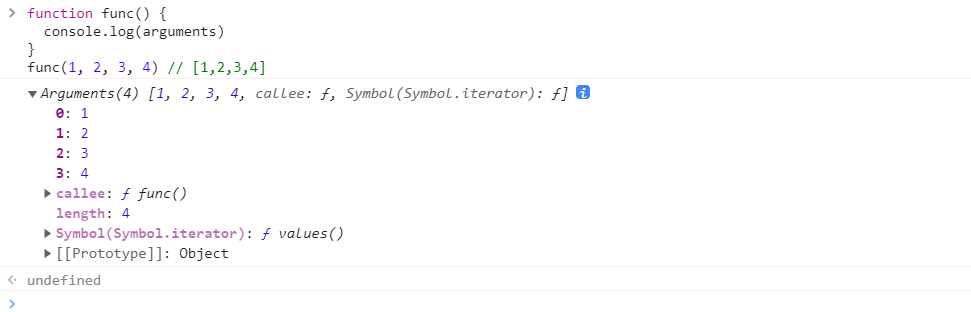 > function func() {
console.log(arguments)
}
func(1, 2, 3, 4) // [1,2,3,4]
▼Arguments(4) [1, 2, 3, 4, callee: ƒ, Symbol(Symbol.iterator): ƒ] i
0: 1
1: 2
2: 3
3: 4
▶callee: ƒ func()
length: 4
▶Symbol(Symbol.iterator): ƒ values()
▶[[Prototype]]: Object
undefined
>